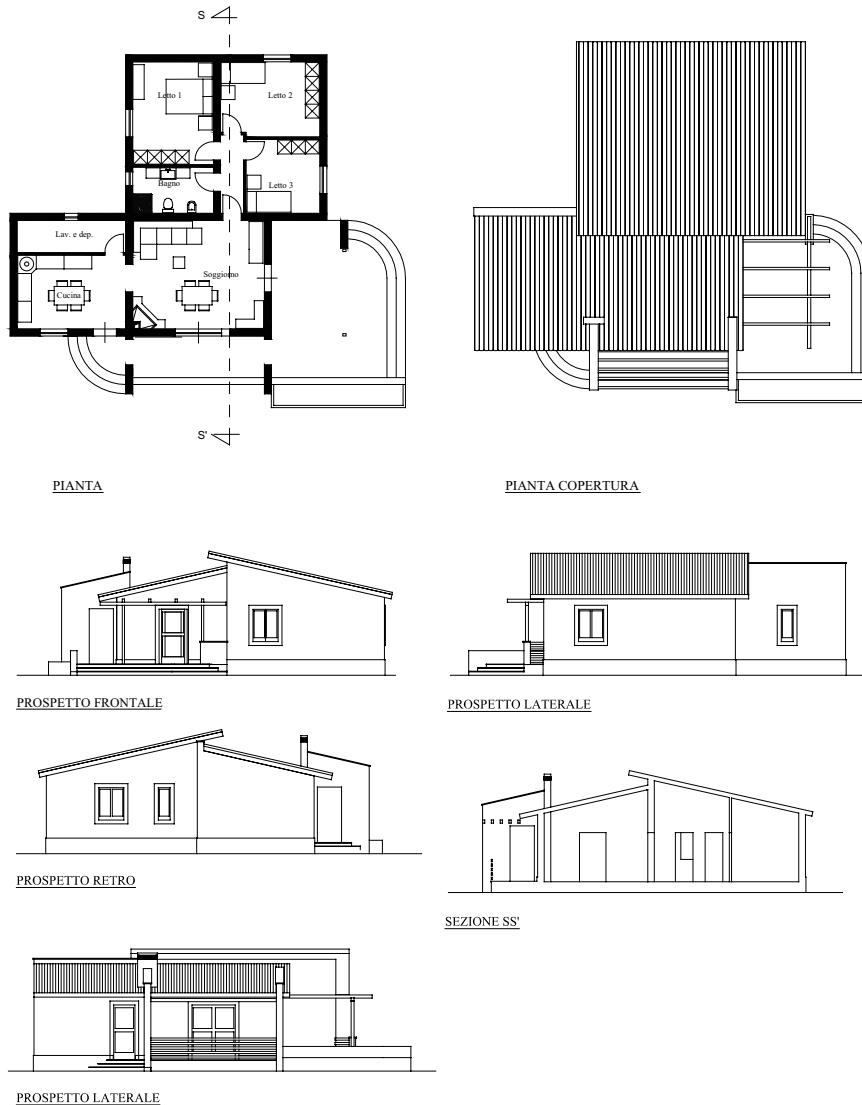 S
Letto 1
Letto 2
Bagno
Letto 3
Lav. e dep.
Soggiorno
Cucina
S'
PIANTA
PIANTA COPERTURA
PROSPETTO FRONTALE
PROSPETTO LATERALE
PROSPETTO RETRO
SEZIONE SS'
PROSPETTO LATERALE